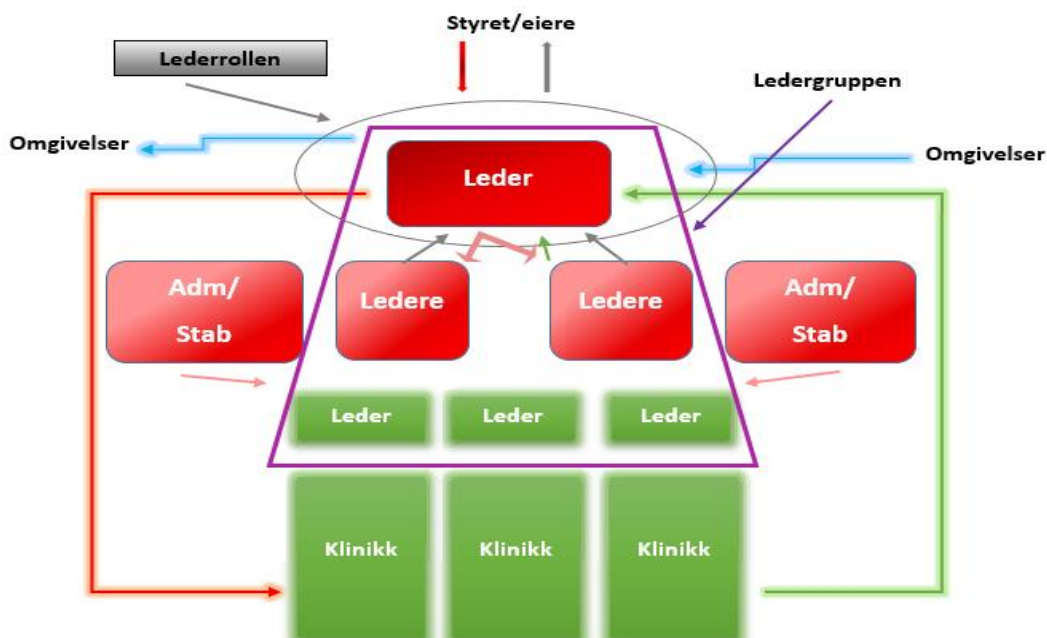 Styret/eiere
Lederrollen
Ledergruppen
Omgivelser
Omgivelser
Leder
Adm/
Stab
Ledere
Ledere
Adm/
Stab
Leder
Leder
Leder
Klinikk
Klinikk
Klinikk